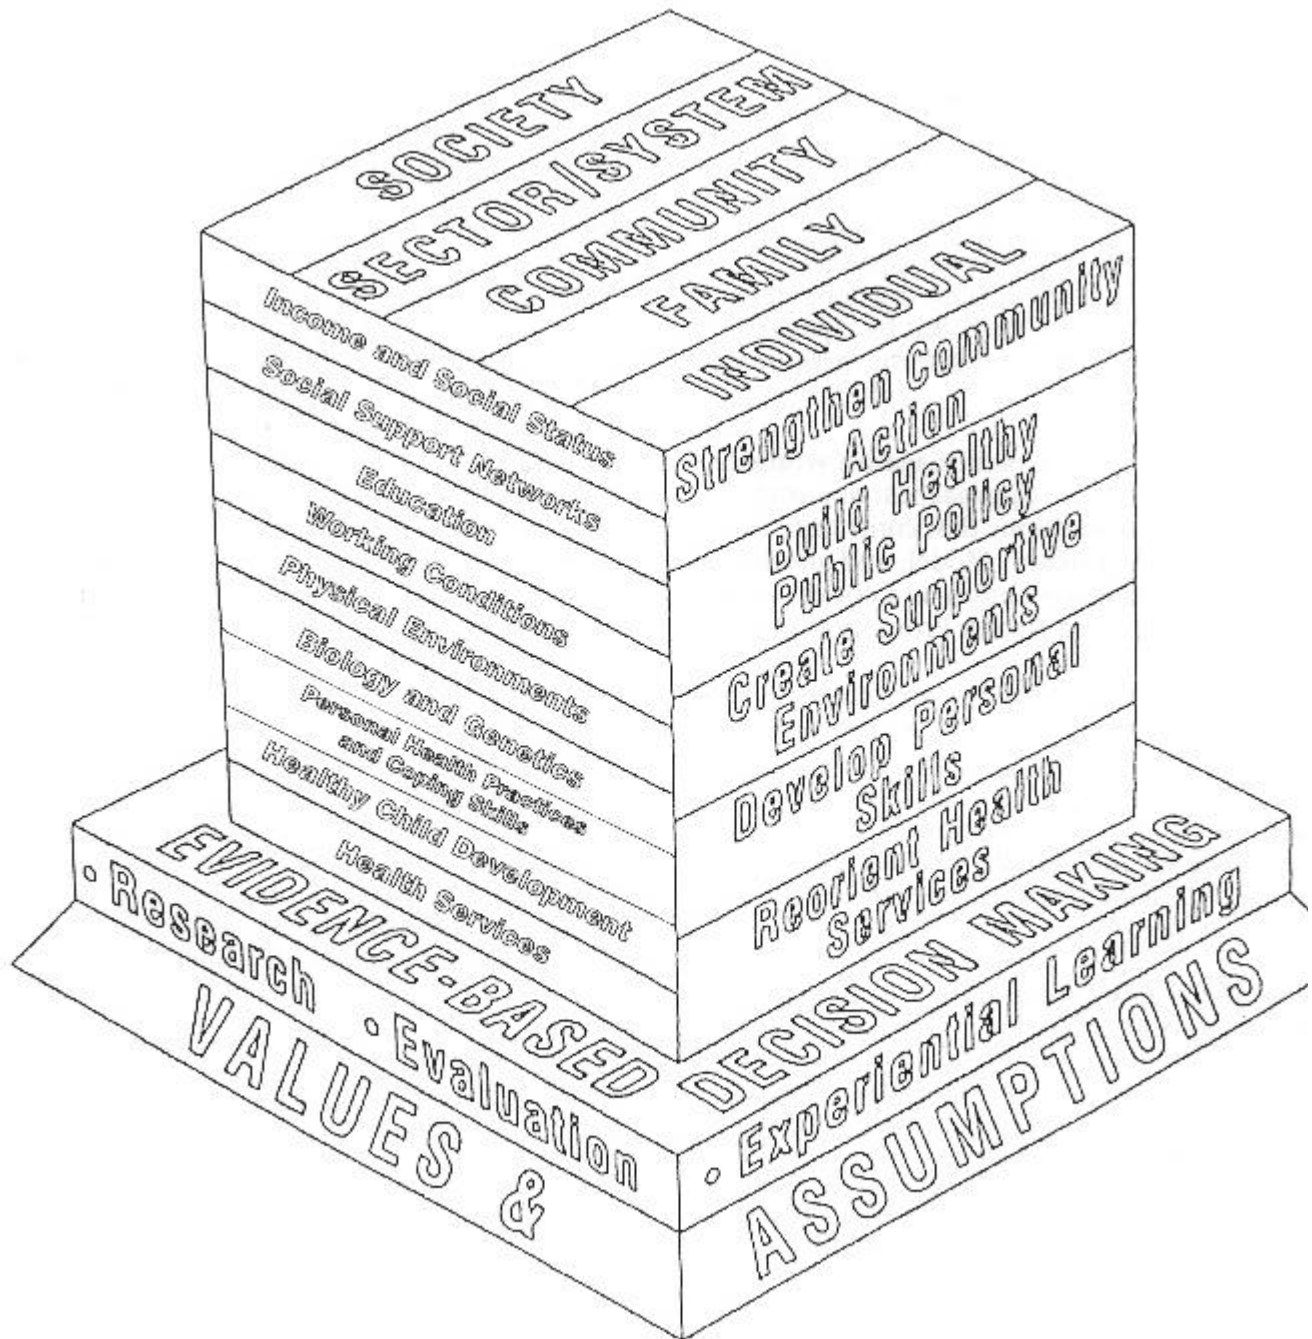 SOCIETY
SECTOR/SYSTEM
COMMUNITY
FAMILY
INDIVIDUAL
Income and Social Status
Social Support Networks
Education
Working Conditions
Physical Environments
Biology and Genetics
Personal Health Practices
and Coping Skills
Healthy Child Development
Health Services
Strengthen Community
Action
Build Healthy
Public Policy
Create Supportive
Environments
Develop Personal
Skills
Reorient Health
Services
EVIDENCE-BASED DECISION MAKING
• Research • Evaluation • Experiential Learning
VALUES & ASSUMPTIONS